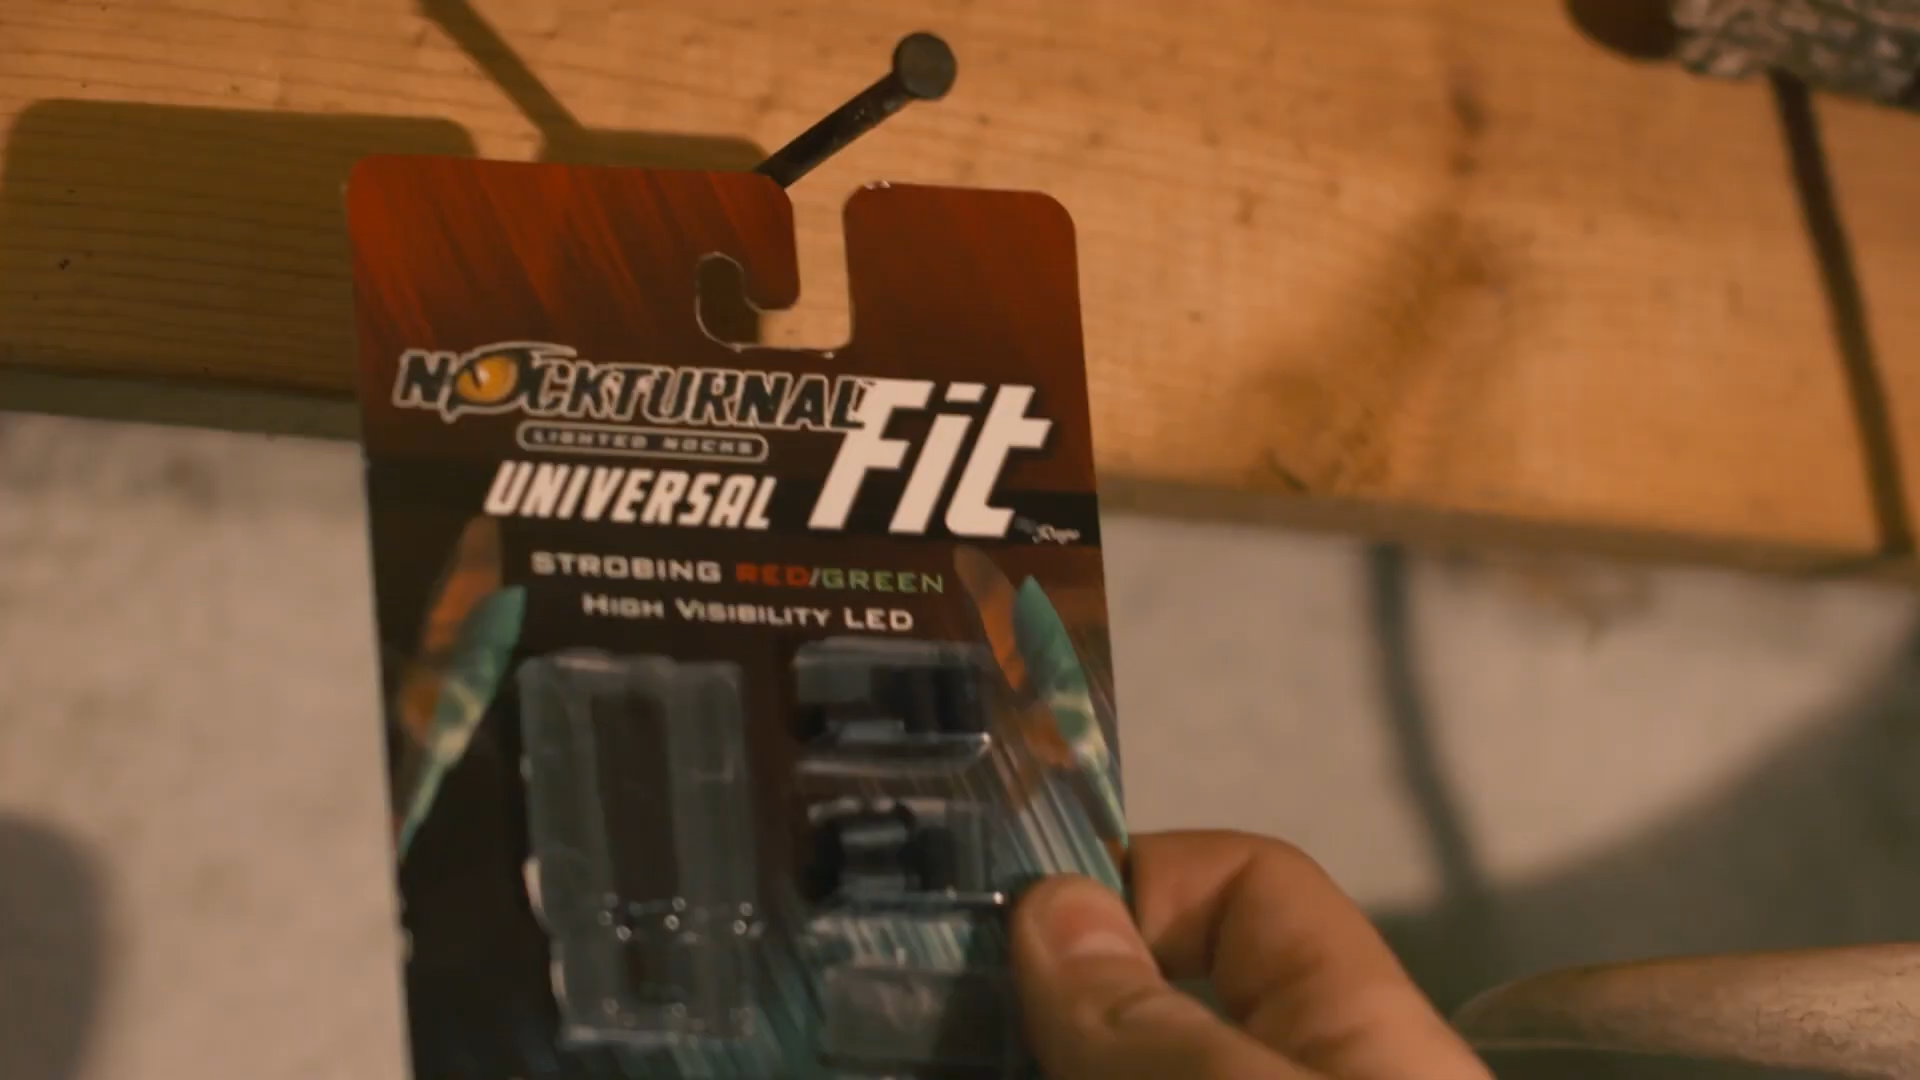 NOCKTURNAL Fit
LIGHTED NOCKS
UNIVERSAL
STROBING RED/GREEN
HIGH VISIBILITY LED